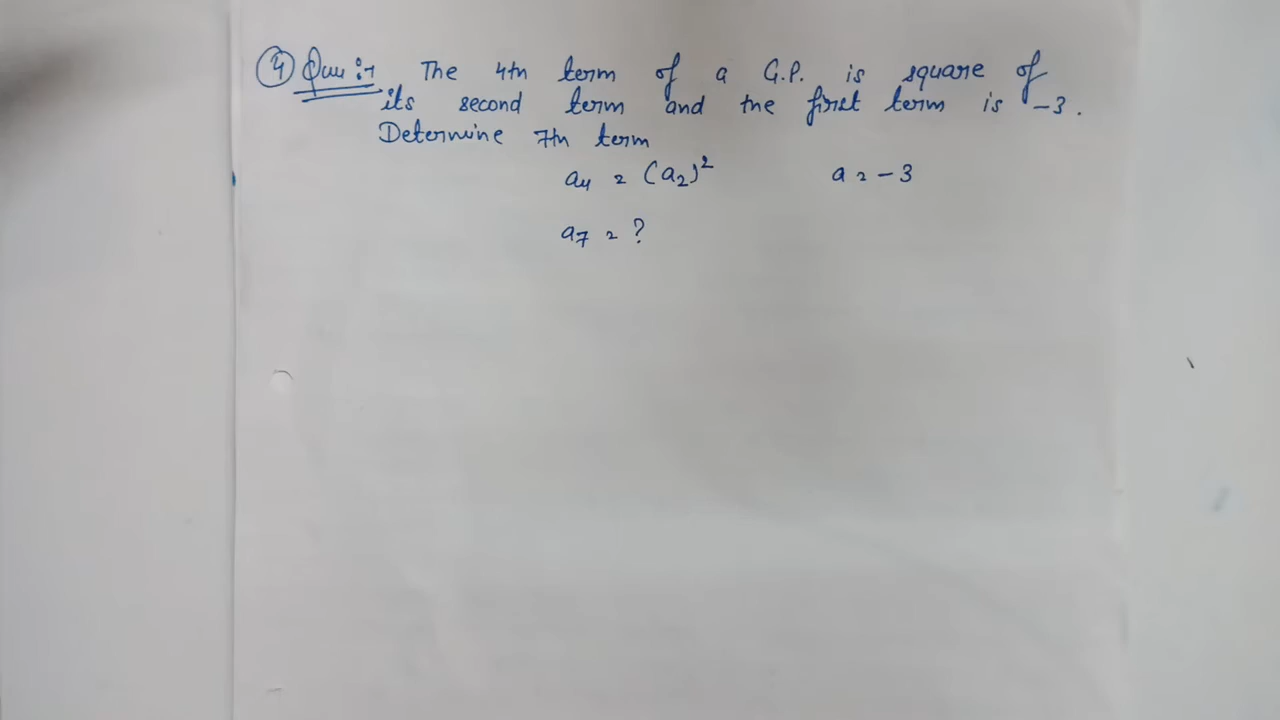 ④ Que :→ The 4th term of a G.P. is square of
its second term and the first term is -3.
Determine 7th term
a₄ = (a₂)² a = -3
a₇ = ?